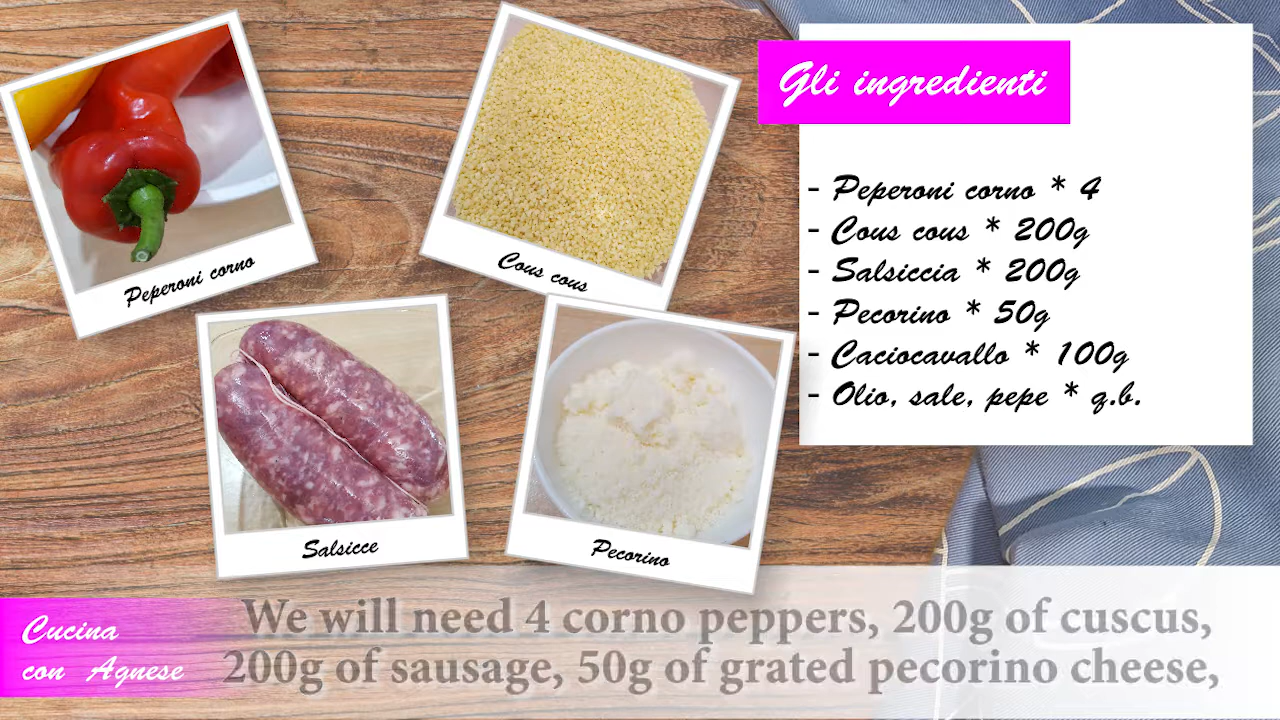 Gli ingredienti
- Peperoni corno * 4
- Cous cous * 200g
- Salsiccia * 200g
- Pecorino * 50g
- Caciocavallo * 100g
- Olio, sale, pepe * q.b.
Peperoni corno
Cous cous
Salsicce
Pecorino
Cucina
con Agnese
We will need 4 corno peppers, 200g of cuscus,
200g of sausage, 50g of grated pecorino cheese,